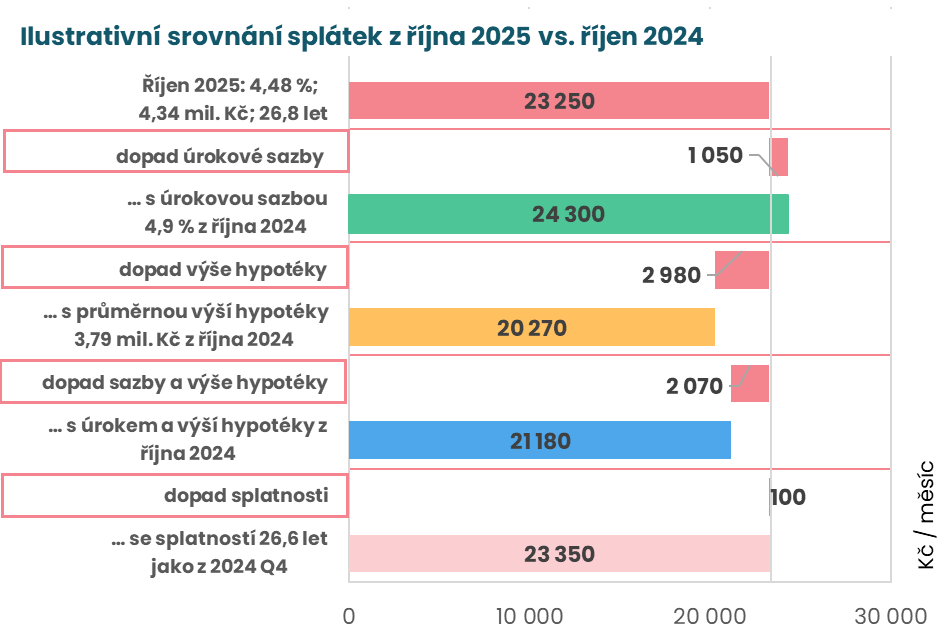 Ilustrativní srovnání splátek z října 2025 vs. říjen 2024
Říjen 2025: 4,48 %;
4,34 mil. Kč; 26,8 let
23 250
dopad úrokové sazby
1 050
... s úrokovou sazbou
4,9 % z října 2024
24 300
dopad výše hypotéky
2 980
... s průměrnou výší hypotéky
3,79 mil. Kč z října 2024
20 270
dopad sazby a výše hypotéky
2 070
... s úrokem a výší hypotéky z
října 2024
21 180
dopad splatnosti
100
... se splatností 26,6 let
jako z 2024 Q4
23 350
Kč / měsíc
0
10 000
20 000
30 000